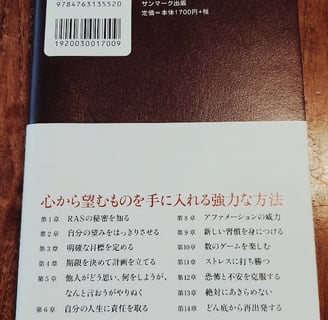 9784763135520
1920030017009
サンマーク出版
定価=本体1700円+税
心から望むものを手に入れる強力な方法
第1章 RASの秘密を知る
第2章 自分の望みをはっきりさせる
第3章 明確な目標を定める
第4章 期限を決めて計画を立てる
第5章 他人がどう思い、何をしようが、
なんと言おうがやりぬく
第6章 自分の人生に責任を取る
第8章 アファメーションの威力
第9章 新しい習慣を身につける
第10章 数のゲームを楽しむ
第11章 ストレスに打ち勝つ
第12章 恐怖と不安を克服する
第13章 絶対にあきらめない
第14章 どん底から再出発する